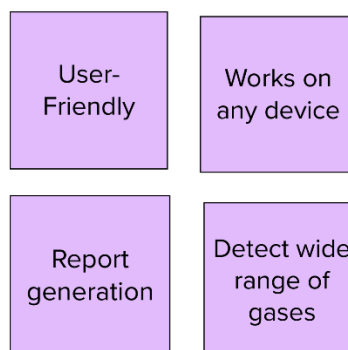 User-
Friendly
Works on
any device
Report
generation
Detect wide
range of
gases